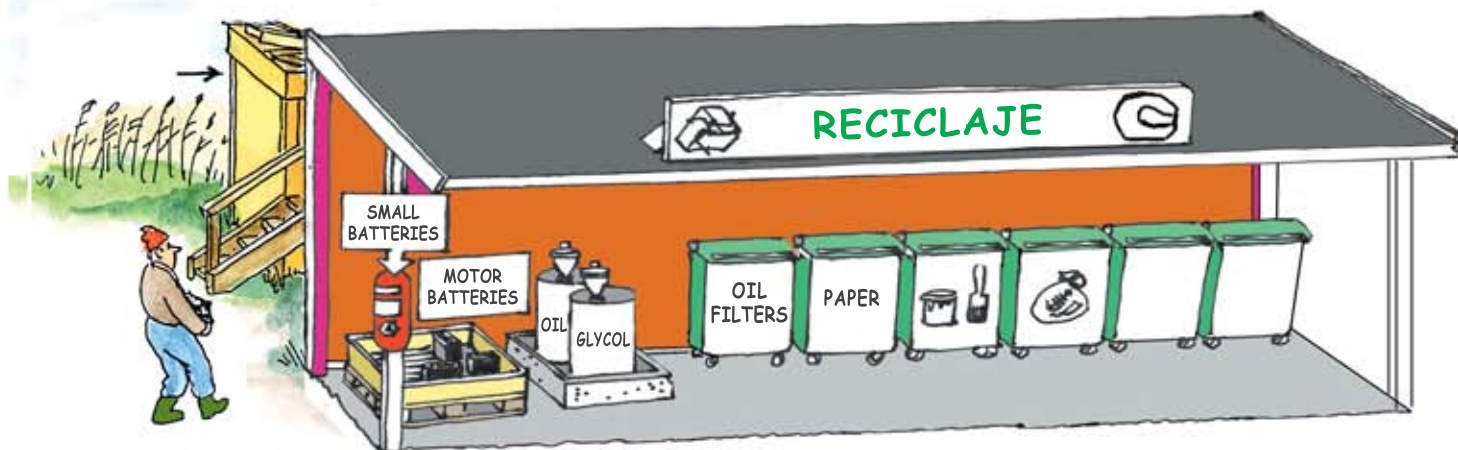 RECICLAJE
SMALL
BATTERIES
MOTOR
BATTERIES
OIL
GLYCOL
OIL
FILTERS
PAPER